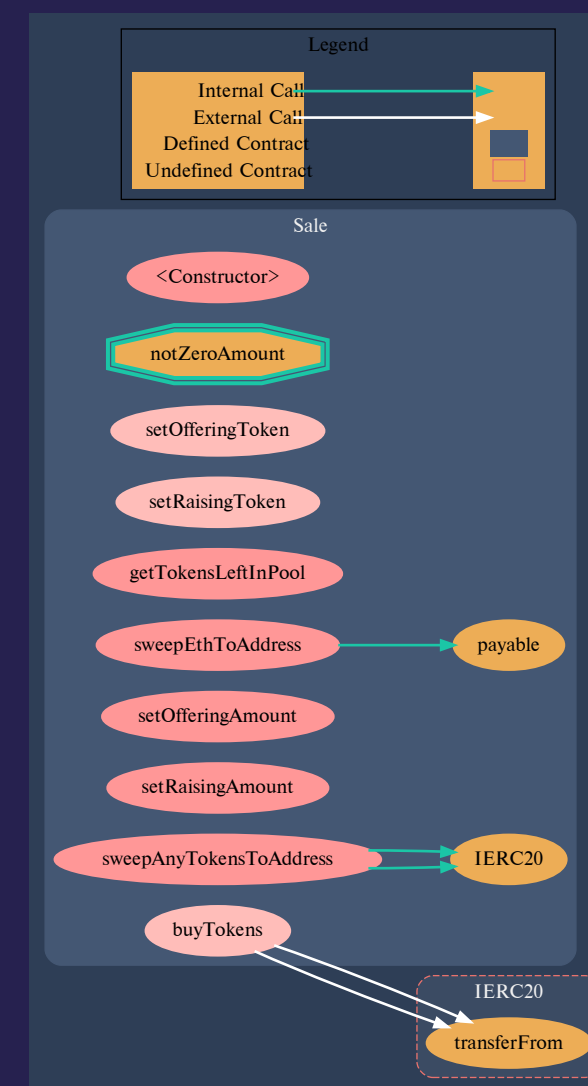 Legend
Internal Call
External Call
Defined Contract
Undefined Contract
Sale
<Constructor>
notZeroAmount
setOfferingToken
setRaisingToken
getTokensLeftInPool
sweepEthToAddress
payable
setOfferingAmount
setRaisingAmount
sweepAnyTokensToAddress
IERC20
buyTokens
IERC20
transferFrom